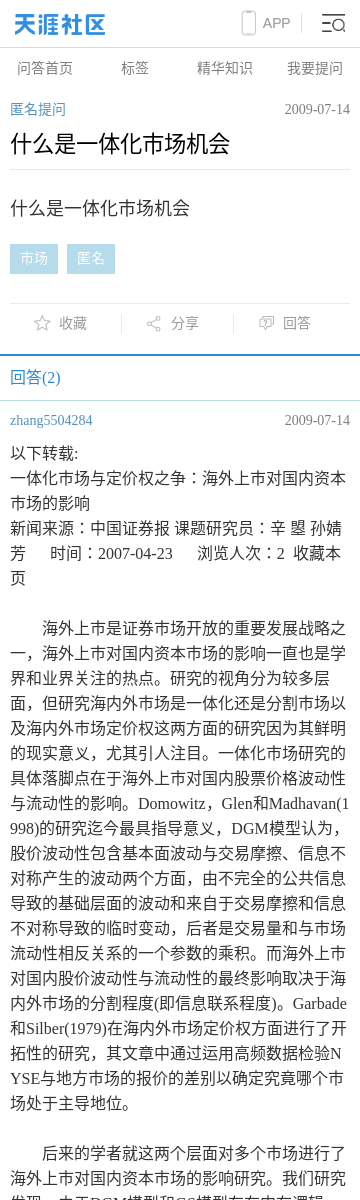 天涯社区
APP
问答首页 标签 精华知识 我要提问
匿名提问 2009-07-14
什么是一体化市场机会
什么是一体化市场机会
市场 匿名
收藏 分享 回答
回答(2)
zhang5504284 2009-07-14
以下转载:
一体化市场与定价权之争：海外上市对国内资本
市场的影响
新闻来源：中国证券报 课题研究员：辛 曌 孙婧
芳 时间：2007-04-23 浏览人次：2 收藏本
页
海外上市是证券市场开放的重要发展战略之
一，海外上市对国内资本市场的影响一直也是学
界和业界关注的热点。研究的视角分为较多层
面，但研究海内外市场是一体化还是分割市场以
及海内外市场定价权这两方面的研究因为其鲜明
的现实意义，尤其引人注目。一体化市场研究的
具体落脚点在于海外上市对国内股票价格波动性
与流动性的影响。Domowitz，Glen和Madhavan(1
998)的研究迄今最具指导意义，DGM模型认为，
股价波动性包含基本面波动与交易摩擦、信息不
对称产生的波动两个方面，由不完全的公共信息
导致的基础层面的波动和来自于交易摩擦和信息
不对称导致的临时变动，后者是交易量和与市场
流动性相反关系的一个参数的乘积。而海外上市
对国内股价波动性与流动性的最终影响取决于海
内外市场的分割程度(即信息联系程度)。Garbade
和Silber(1979)在海内外市场定价权方面进行了开
拓性的研究，其文章中通过运用高频数据检验N
YSE与地方市场的报价的差别以确定究竟哪个市
场处于主导地位。
后来的学者就这两个层面对多个市场进行了
海外上市对国内资本市场的影响研究。我们研究
发现，由于DGM模型和GS模型存在内在逻辑